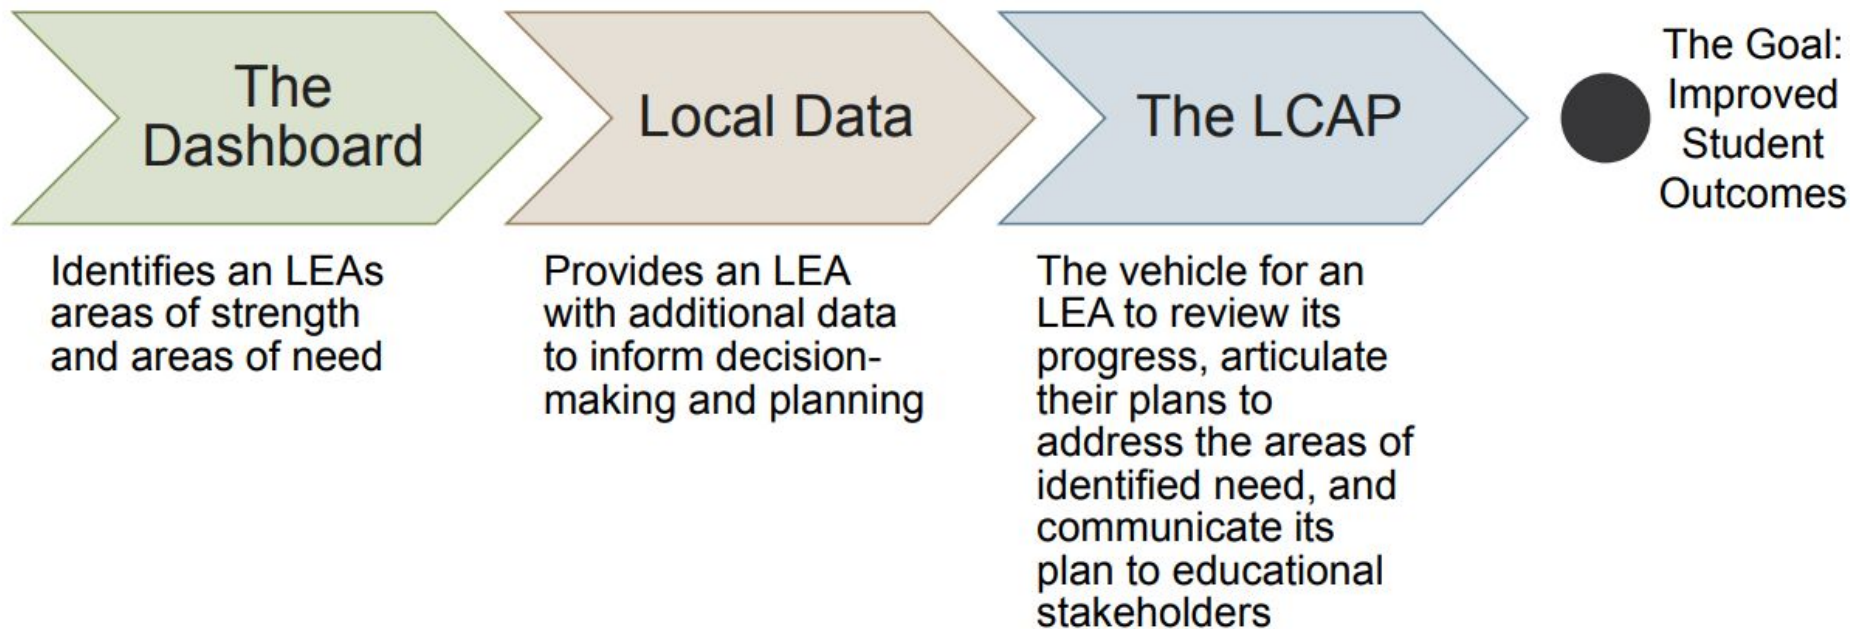 The
Dashboard
Identifies an LEAs
areas of strength
and areas of need
Local Data
Provides an LEA
with additional data
to inform decision-
making and planning
The LCAP
The vehicle for an
LEA to review its
progress, articulate
their plans to
address the areas of
identified need, and
communicate its
plan to educational
stakeholders
The Goal:
Improved
Student
Outcomes